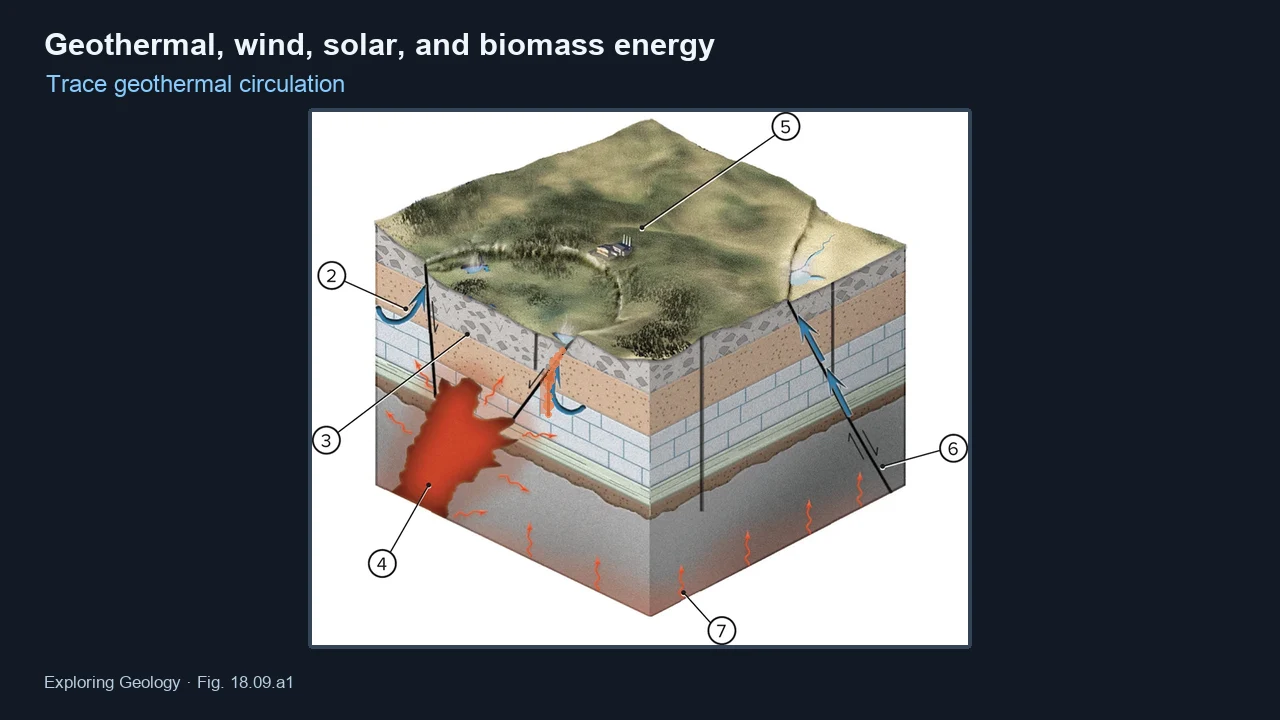 Geothermal, wind, solar, and biomass energy
Trace geothermal circulation
5
2
3
6
4
7
Exploring Geology · Fig. 18.09.a1